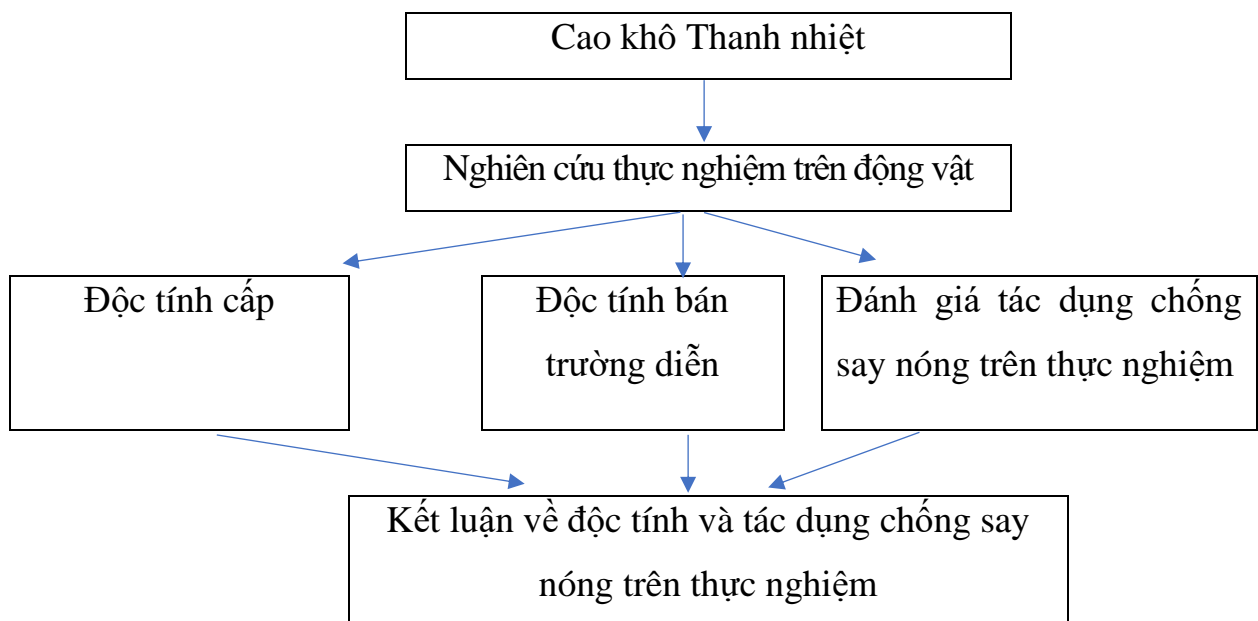 Cao khô Thanh nhiệt
Nghiên cứu thực nghiệm trên động vật
Độc tính cấp
Độc tính bán
trường diễn
Đánh giá tác dụng chống
say nóng trên thực nghiệm
Kết luận về độc tính và tác dụng chống say
nóng trên thực nghiệm